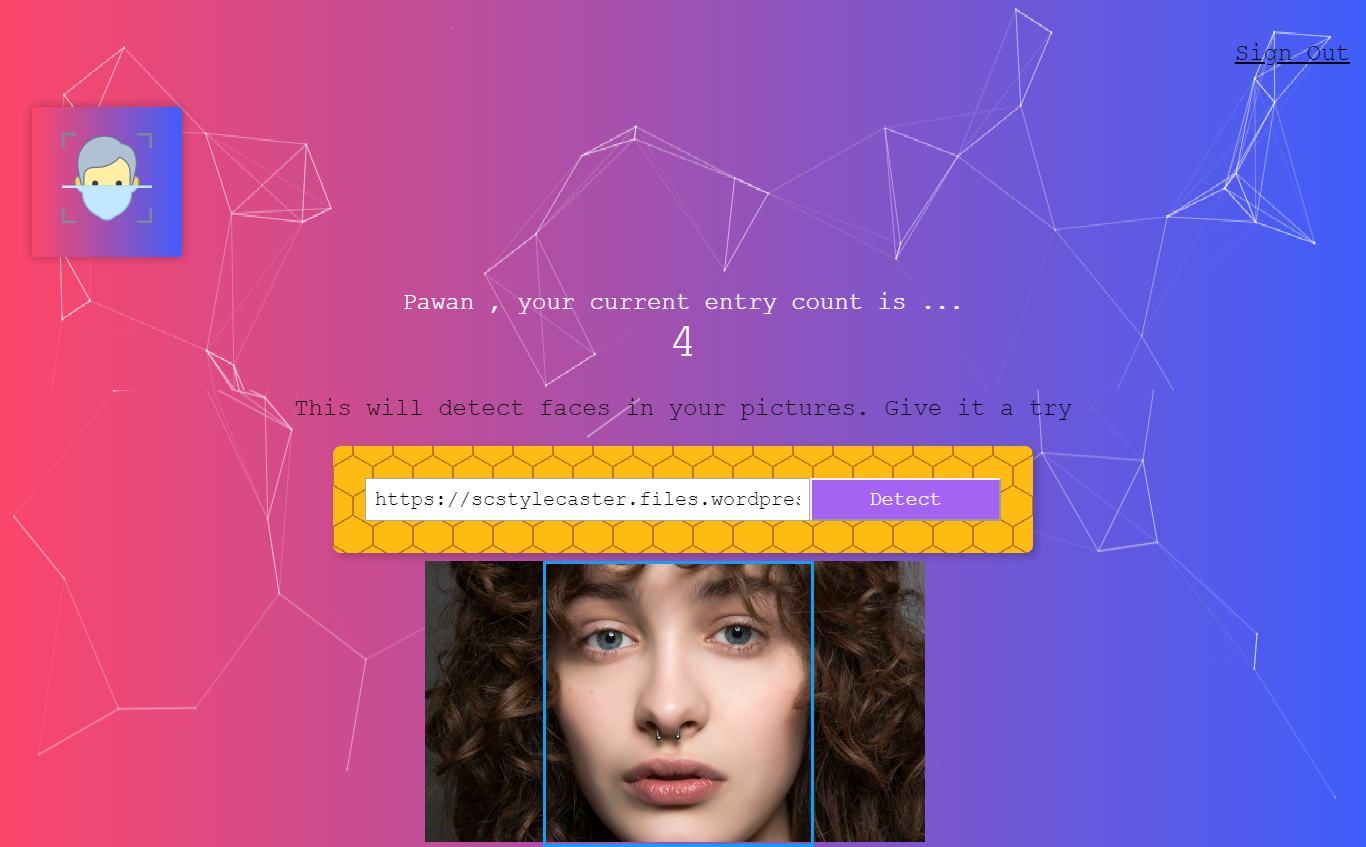 Sign Out
Pawan , your current entry count is ...
4
This will detect faces in your pictures. Give it a try
https://scstylecaster.files.wordpres
Detect